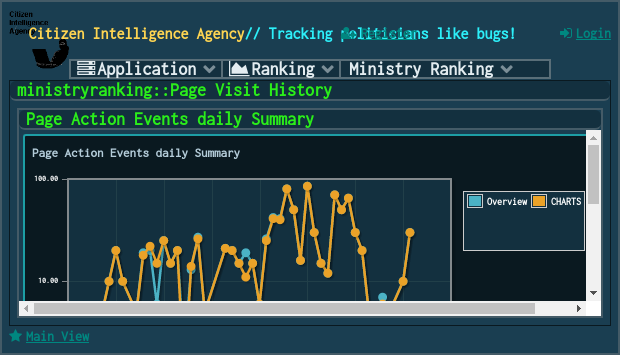 Citizen
Intelligence
Agency
Citizen Intelligence Agency// Tracking politicians like bugs!
Login
Application Ranking Ministry Ranking
ministryranking::Page Visit History
Page Action Events daily Summary
Page Action Events daily Summary
100.00
Overview CHARTS
10.00
Main View